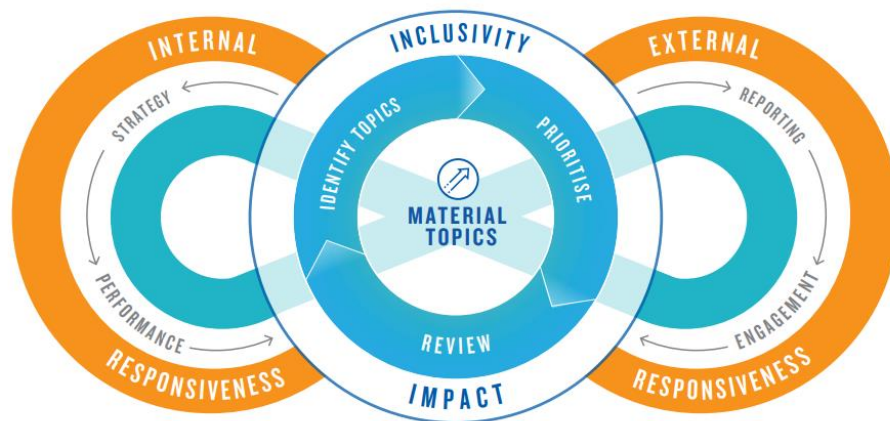 INTERNAL
INCLUSIVITY
EXTERNAL
STRATEGY
IDENTIFY TOPICS
PRIORITISE
REPORTING
MATERIAL
TOPICS
PERFORMANCE
REVIEW
ENGAGEMENT
RESPONSIVENESS
IMPACT
RESPONSIVENESS